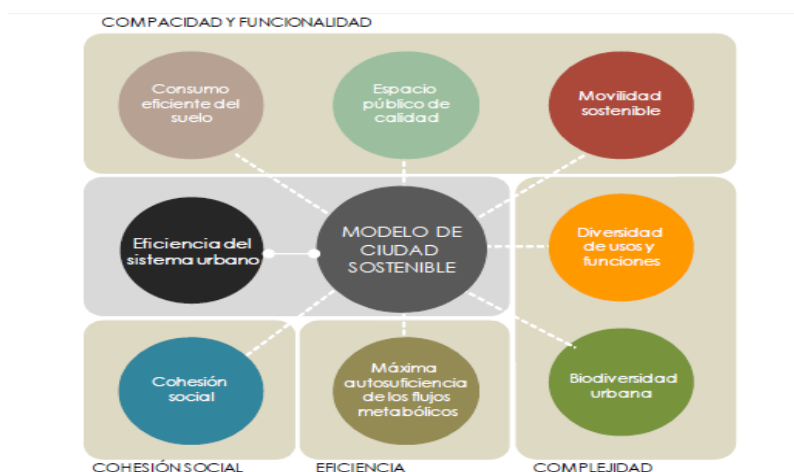 COMPACIDAD Y FUNCIONALIDAD
Consumo
eficiente del
suelo
Espacio
público de
calidad
Movilidad
sostenible
Eficiencia del
sistema urbano
MODELO DE
CIUDAD
SOSTENIBLE
Diversidad
de usos y
funciones
Cohesión
social
Máxima
autosuficiencia
de los flujos
metabólicos
Biodiversidad
urbana
COHESIÓN SOCIAL
EFICIENCIA
COMPLEJIDAD